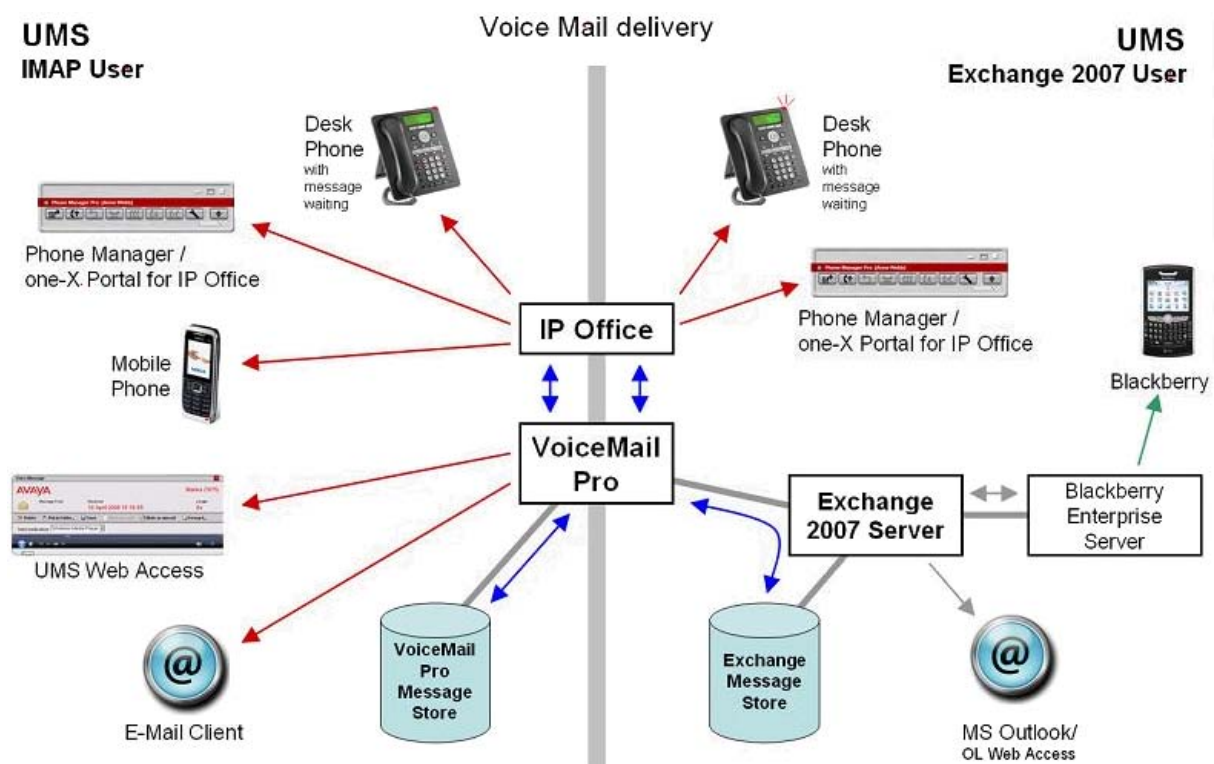 Voice Mail delivery
UMS
IMAP User
UMS
Exchange 2007 User
Desk
Phone
with
message
waiting
Desk
Phone
with
message
waiting
Phone Manager /
one-X Portal for IP Office
IP Office
Phone Manager /
one-X Portal for IP Office
Mobile
Phone
Blackberry
VoiceMail
Pro
AVAYA
UMS Web Access
Exchange
2007 Server
Blackberry
Enterprise
Server
VoiceMail
Pro
Message
Store
Exchange
Message
Store
@
E-Mail Client
@
MS Outlook/
OL Web Access